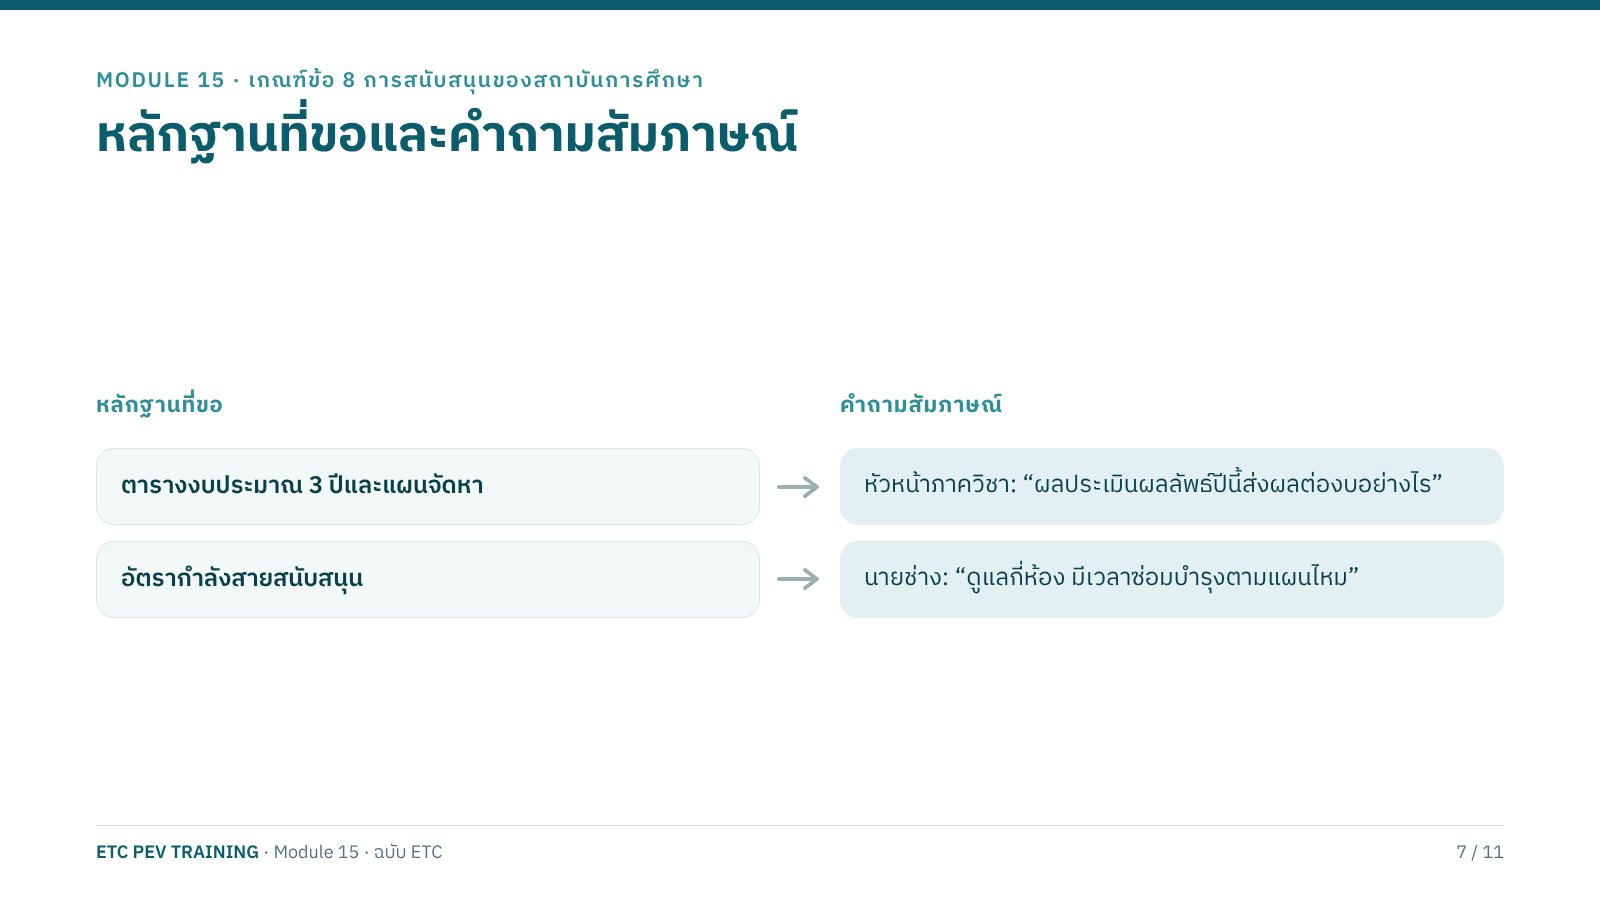 MODULE 15 · เกณฑ์ข้อ 8 การสนับสนุนของสถาบันการศึกษา
หลักฐานที่ขอและคำถามสัมภาษณ์
หลักฐานที่ขอ
คำถามสัมภาษณ์
ตารางงบประมาณ 3 ปีและแผนจัดหา
หัวหน้าภาควิชา: “ผลประเมินผลลัพธ์ปีนี้ส่งผลต่องบอย่างไร”
อัตรากำลังสายสนับสนุน
นายช่าง: “ดูแลกี่ห้อง มีเวลาซ่อมบำรุงตามแผนไหม”
ETC PEV TRAINING · Module 15 · ฉบับ ETC
7 / 11